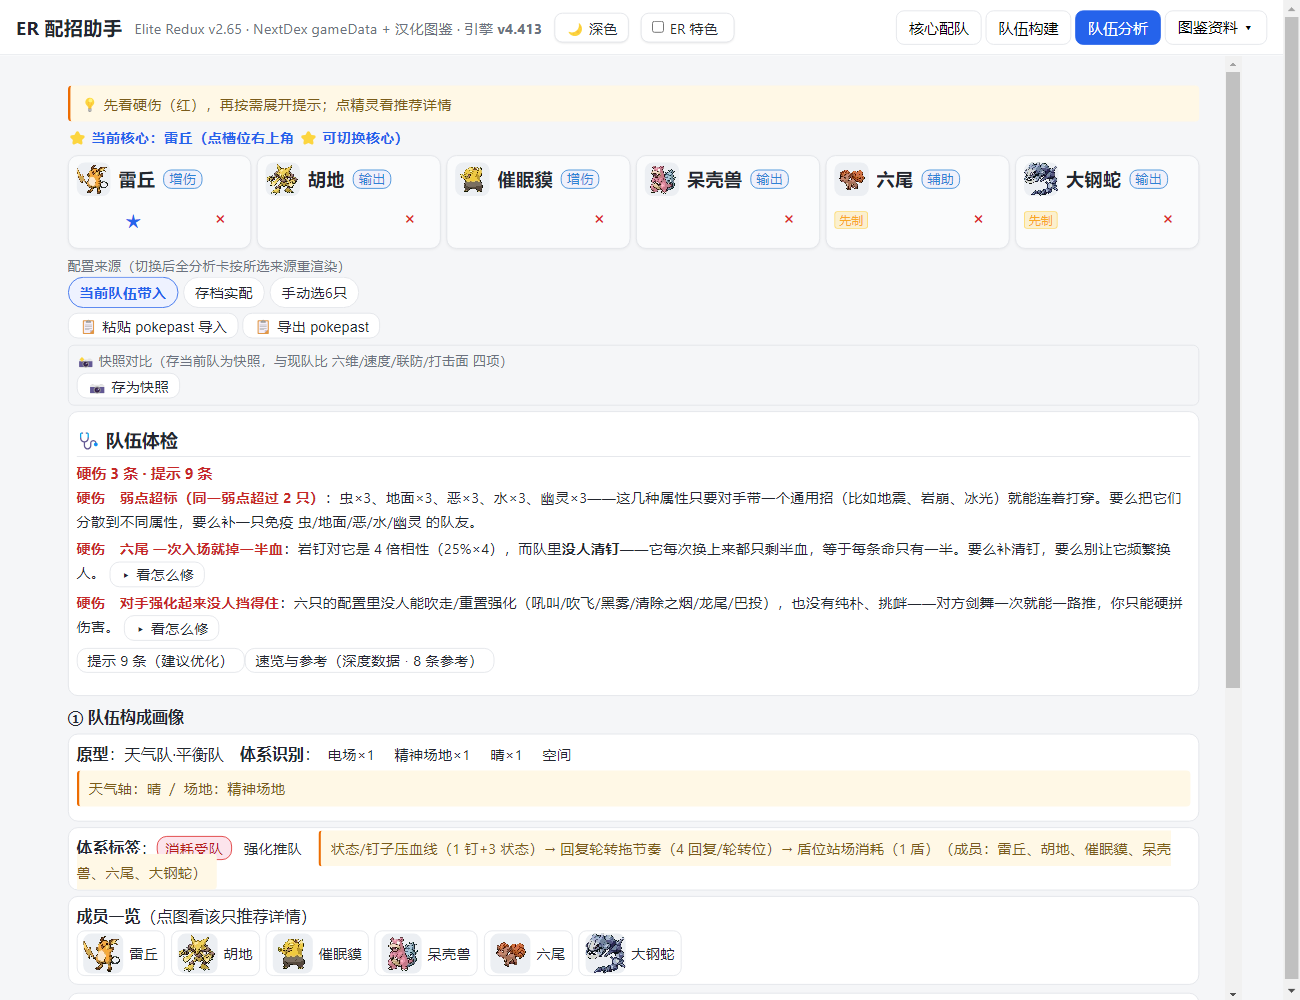 ER 配招助手 Elite Redux v2.65 · NextDex gameData + 汉化图鉴 · 引擎 v4.413 🌙 深色 ER 特色 核心配队 队伍构建 队伍分析 图鉴资料 ▾
💡 先看硬伤（红），再按需展开提示；点精灵看推荐详情
⭐ 当前核心：雷丘（点槽位右上角 ⭐ 可切换核心）
雷丘 增伤 胡地 输出 催眠貘 增伤 呆壳兽 输出 六尾 辅助 大钢蛇 输出
★ × × × × 先制 × 先制 ×
配置来源（切换后全分析卡按所选来源重渲染）
当前队伍带入 存档实配 手动选6只
📋 粘贴 pokepast 导入 📋 导出 pokepast
📷 快照对比（存当前队为快照，与现队比 六维/速度/联防/打击面 四项）
📷 存为快照
🩺 队伍体检
硬伤 3 条 · 提示 9 条
硬伤 弱点超标（同一弱点超过 2 只）：虫×3、地面×3、恶×3、水×3、幽灵×3——这几种属性只要对手带一个通用招（比如地震、岩崩、冰光）就能连着打穿。要么把它们
分散到不同属性，要么补一只免疫 虫/地面/恶/水/幽灵 的队友。
硬伤 六尾 一次入场就掉一半血：岩钉对它是 4 倍相性（25%×4），而队里没人清钉——它每次换上来都只剩半血，等于每条命只有一半。要么补清钉，要么别让它频繁换
人。 ▸ 看怎么修
硬伤 对手强化起来没人挡得住：六只的配置里没人能吹走/重置强化（吼叫/吹飞/黑雾/清除之烟/龙尾/巴投），也没有纯朴、挑衅——对方剑舞一次就能一路推，你只能硬拼
伤害。 ▸ 看怎么修
提示 9 条（建议优化） 速览与参考（深度数据 · 8 条参考）
① 队伍构成画像
原型：天气队·平衡队 体系识别： 电场×1 精神场地×1 晴×1 空间
天气轴：晴 / 场地：精神场地
体系标签： 消耗受队 强化推队 状态/钉子压血线（1 钉+3 状态）→ 回复轮转拖节奏（4 回复/轮转位）→ 盾位站场消耗（1 盾）（成员：雷丘、胡地、催眠貘、呆壳
兽、六尾、大钢蛇）
成员一览（点图看该只推荐详情）
雷丘 胡地 催眠貘 呆壳兽 六尾 大钢蛇